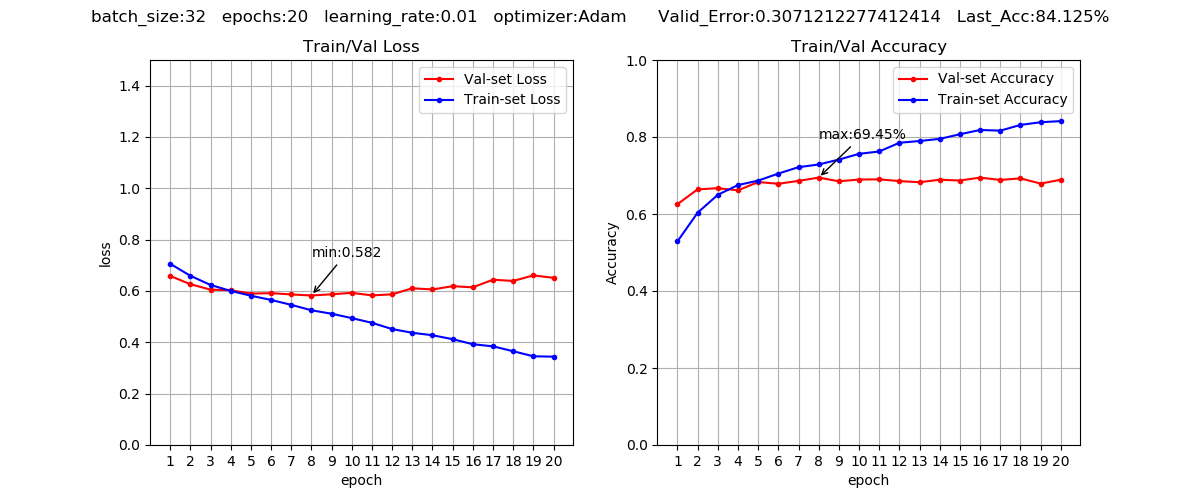 batch_size:32   epochs:20   learning_rate:0.01   optimizer:Adam      Valid_Error:0.3071212277412414   Last_Acc:84.125%
Train/Val Loss
Val-set Loss
Train-set Loss
min:0.582
loss
1.4
1.2
1.0
0.8
0.6
0.4
0.2
0.0
1 2 3 4 5 6 7 8 9 10 11 12 13 14 15 16 17 18 19 20
epoch
Train/Val Accuracy
Val-set Accuracy
Train-set Accuracy
max:69.45%
Accuracy
1.0
0.8
0.6
0.4
0.2
0.0
1 2 3 4 5 6 7 8 9 10 11 12 13 14 15 16 17 18 19 20
epoch